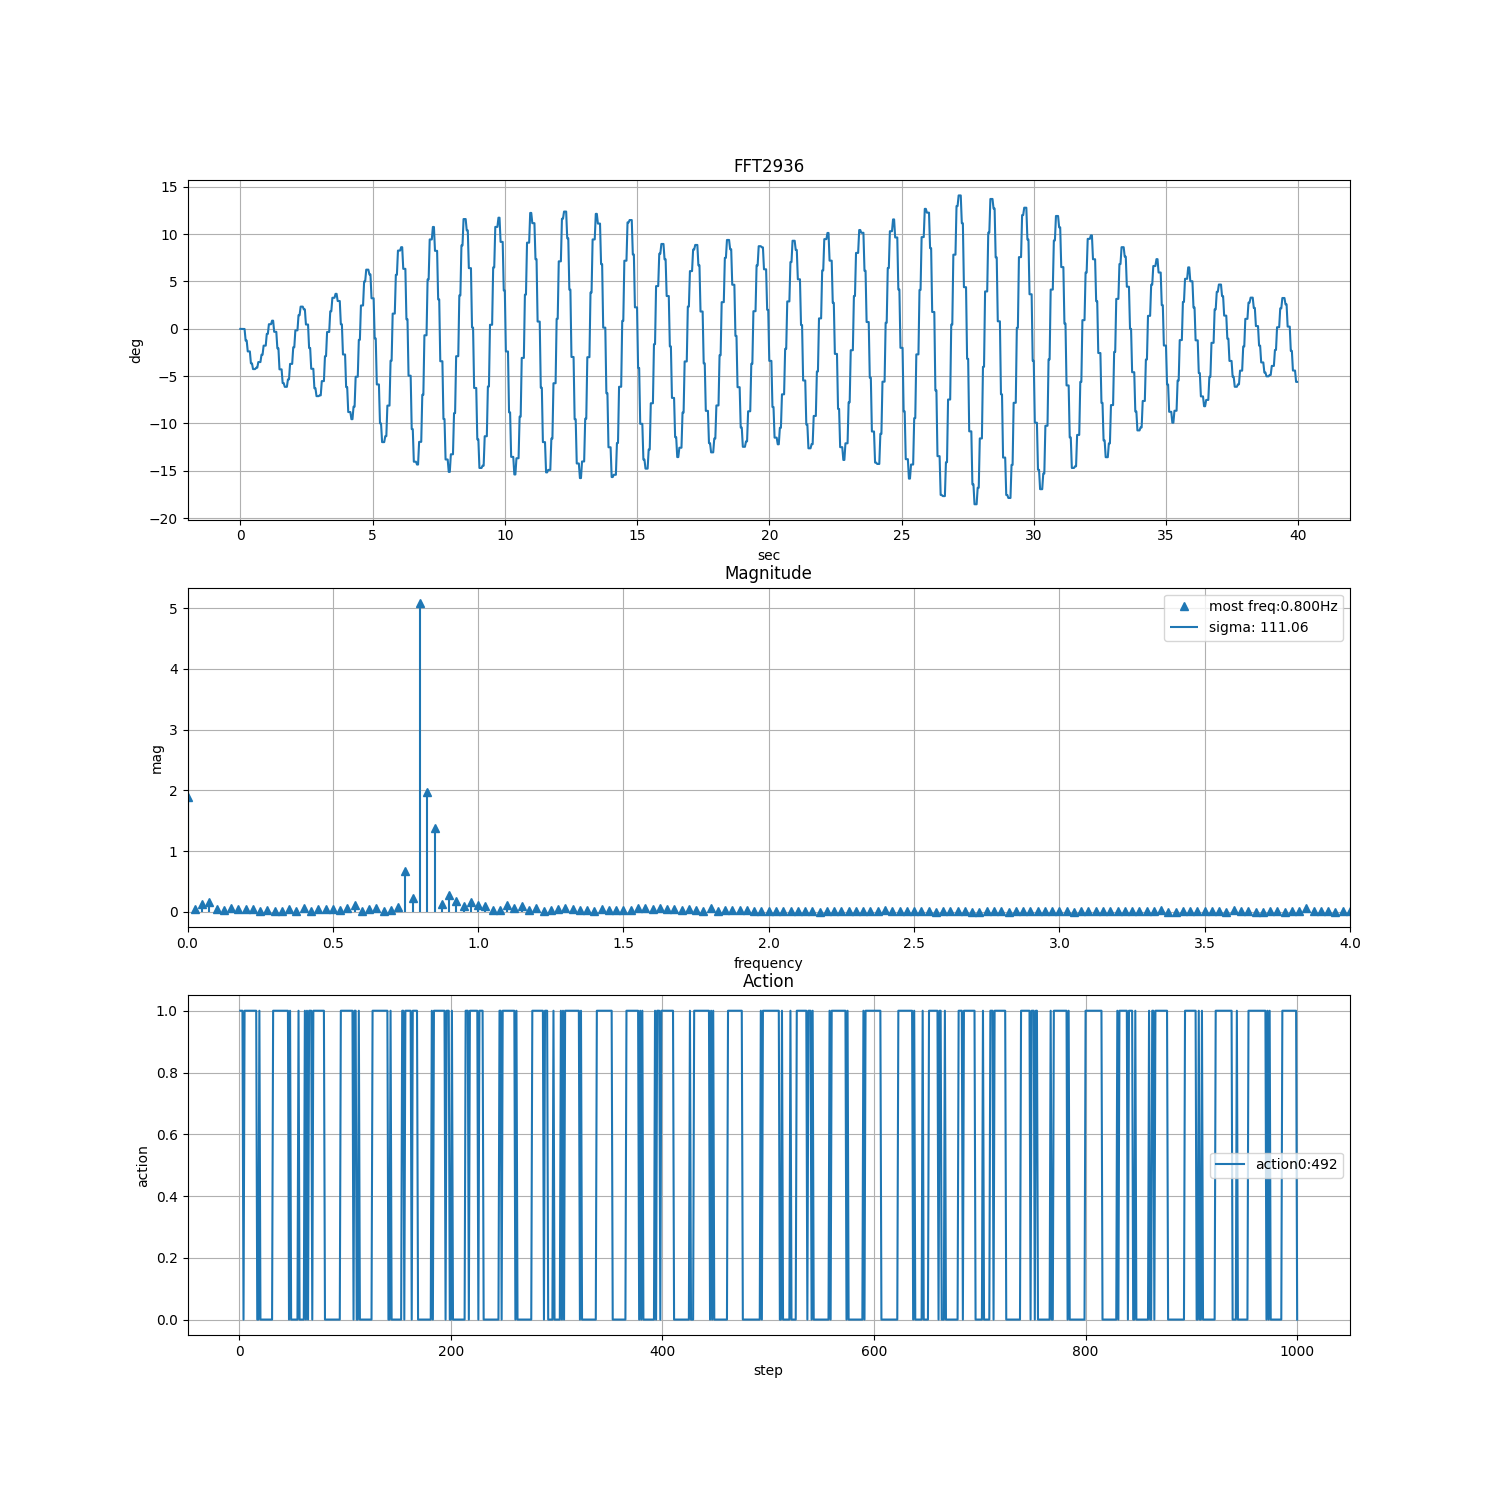 FFT2936
15
10
5
0
−5
−10
−15
−20
deg
0 5 10 15 20 25 30 35 40
sec
Magnitude
5
4
3
2
1
0
mag
most freq:0.800Hz
sigma: 111.06
0.0 0.5 1.0 1.5 2.0 2.5 3.0 3.5 4.0
frequency
Action
1.0
0.8
0.6
0.4
0.2
0.0
action
action0:492
0 200 400 600 800 1000
step